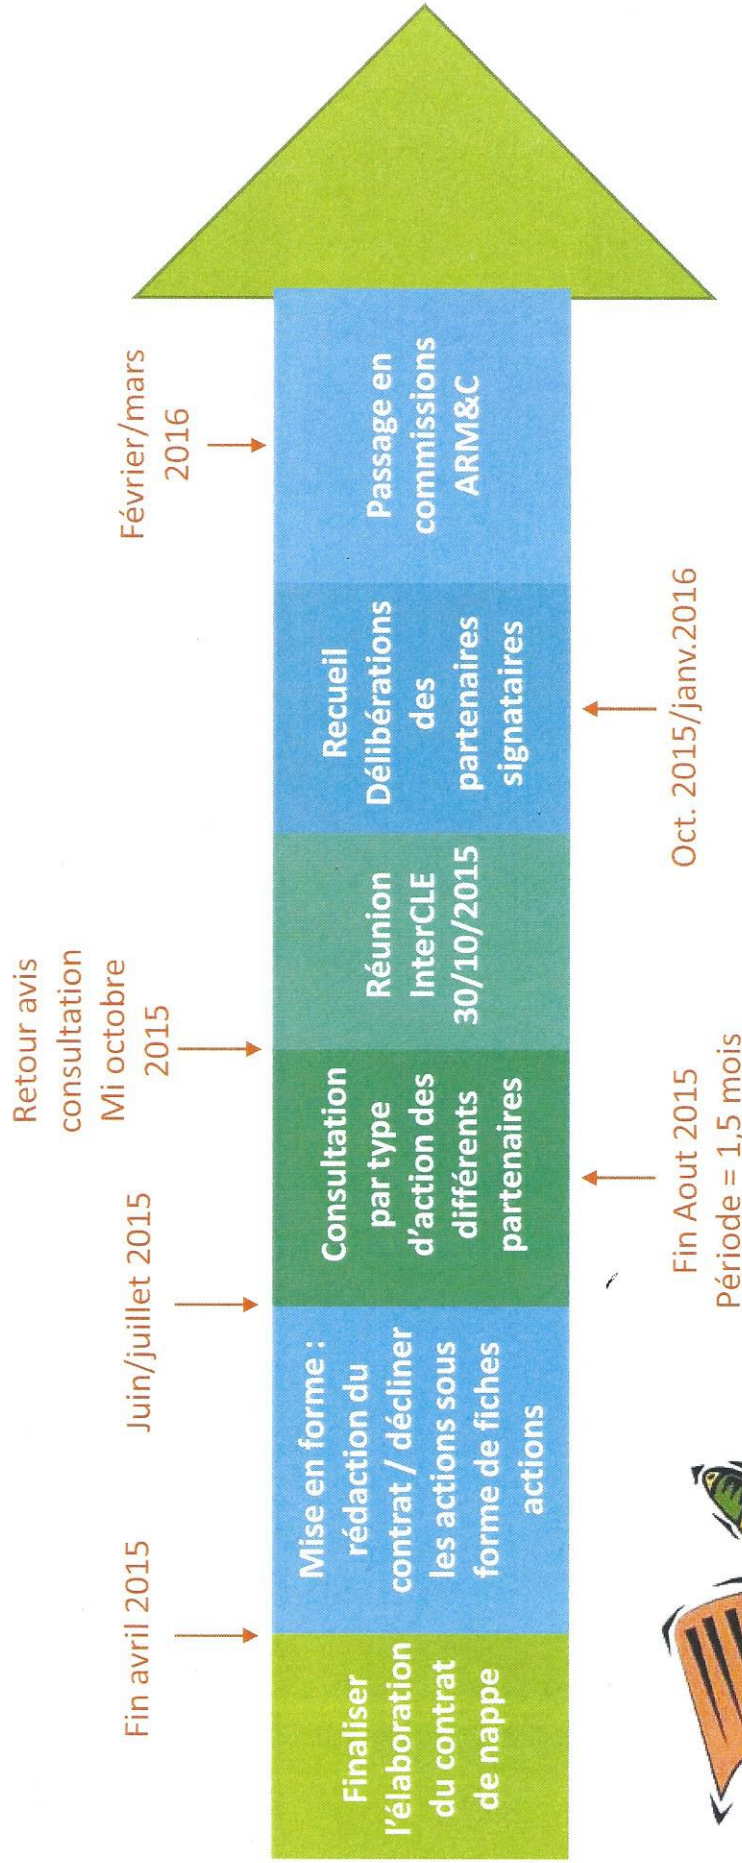 Fin avril 2015
Juin/juillet 2015
Retour avis
consultation
Mi octobre
2015
Février/mars
2016
Finaliser
l'élaboration
du contrat
de nappe
Mise en forme :
rédaction du
contrat / décliner
les actions sous
forme de fiches
actions
Consultation
par type
d'action des
différents
partenaires
Réunion
InterCLE
30/10/2015
Recueil
Délibérations
des
partenaires
signataires
Passage en
commissions
ARM&C
Fin Aout 2015
Période = 1,5 mois
Oct. 2015/janv.2016